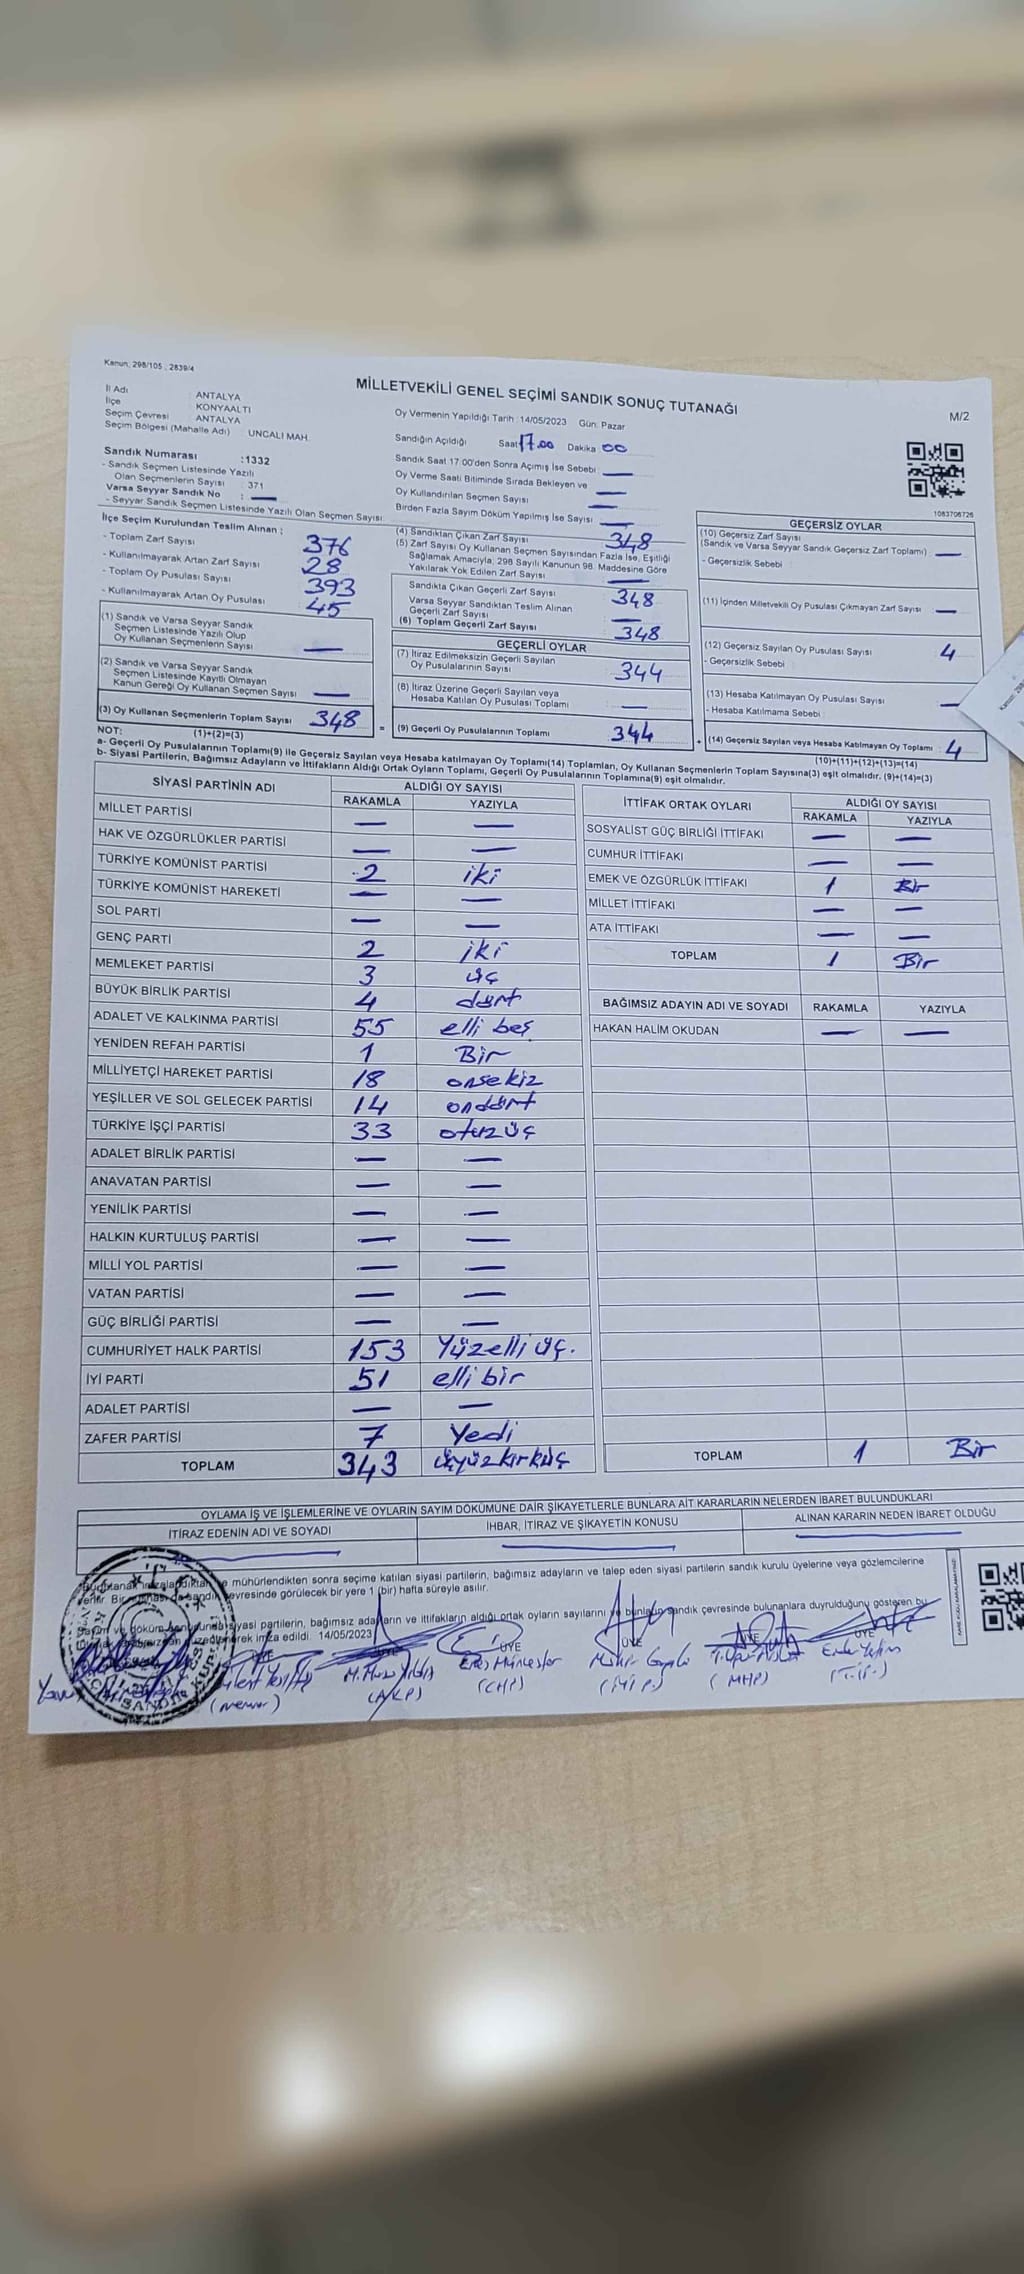 Kanun: 298/105 , 2839/4
MİLLETVEKİLİ GENEL SEÇİMİ SANDIK SONUÇ TUTANAĞI
M/2
İl Adı : ANTALYA
İlçe : KONYAALTI
Seçim Çevresi : ANTALYA
Seçim Bölgesi (Mahalle Adı) : UNCALI MAH.
Sandık Numarası :1332
- Sandık Seçmen Listesinde Yazılı
Olan Seçmenlerin Sayısı : 371
Varsa Seyyar Sandık No : —
- Seyyar Sandık Seçmen Listesinde Yazılı Olan Seçmen Sayısı:
Oy Vermenin Yapıldığı Tarih :14/05/2023 Gün: Pazar
Sandığın Açıldığı Saat 17.00 Dakika 00
Sandık Saat 17:00'den Sonra Açımış İse Sebebi : —
Oy Verme Saati Bitiminde Sırada Bekleyen ve
Oy Kullandırılan Seçmen Sayısı —
Birden Fazla Sayım Döküm Yapılmış İse Sayısı —
1083706726
İlçe Seçim Kurulundan Teslim Alınan ;
- Toplam Zarf Sayısı 376
- Kullanılmayarak Artan Zarf Sayısı 28
- Toplam Oy Pusulası Sayısı 393
- Kullanılmayarak Artan Oy Pusulası 45
(1) Sandık ve Varsa Seyyar Sandık
Seçmen Listesinde Yazılı Olup
Oy Kullanan Seçmenlerin Sayısı —
(2) Sandık ve Varsa Seyyar Sandık
Seçmen Listesinde Kayıtlı Olmayan
Kanun Gereği Oy Kullanan Seçmen Sayısı —
(3) Oy Kullanan Seçmenlerin Toplam Sayısı 348
(1)+(2)=(3)
(4) Sandıktan Çıkan Zarf Sayısı 348
(5) Zarf Sayısı Oy Kullanan Seçmen Sayısından Fazla İse, Eşitliği
Sağlamak Amacıyla; 298 Sayılı Kanunun 98. Maddesine Göre
Yakılarak Yok Edilen Zarf Sayısı —
Sandıkta Çıkan Geçerli Zarf Sayısı 348
Varsa Seyyar Sandıktan Teslim Alınan
Geçerli Zarf Sayısı —
(6) Toplam Geçerli Zarf Sayısı 348
GEÇERLİ OYLAR
(7) İtiraz Edilmeksizin Geçerli Sayılan
Oy Pusulalarının Sayısı 344
(8) İtiraz Üzerine Geçerli Sayılan veya
Hesaba Katılan Oy Pusulası Toplamı —
= (9) Geçerli Oy Pusulalarının Toplamı 344
GEÇERSİZ OYLAR
(10) Geçersiz Zarf Sayısı
(Sandık ve Varsa Seyyar Sandık Geçersiz Zarf Toplamı) —
- Geçersizlik Sebebi :
(11) İçinden Milletvekili Oy Pusulası Çıkmayan Zarf Sayısı —
(12) Geçersiz Sayılan Oy Pusulası Sayısı 4
- Geçersizlik Sebebi
(13) Hesaba Katılmayan Oy Pusulası Sayısı —
- Hesaba Katılmama Sebebi :
+ (14) Geçersiz Sayılan veya Hesaba Katılmayan Oy Toplamı : 4
(10)+(11)+(12)+(13)=(14)
NOT:
a- Geçerli Oy Pusulalarının Toplamı(9) ile Geçersiz Sayılan veya Hesaba katılmayan Oy Toplamı(14) Toplamları, Oy Kullanan Seçmenlerin Toplam Sayısına(3) eşit olmalıdır. (9)+(14)=(3)
b- Siyasi Partilerin, Bağımsız Adayların ve İttifakların Aldığı Ortak Oyların Toplamı, Geçerli Oy Pusulalarının Toplamına(9) eşit olmalıdır.
SİYASİ PARTİNİN ADI ALDIĞI OY SAYISI
RAKAMLA YAZIYLA
MİLLET PARTİSİ — —
HAK VE ÖZGÜRLÜKLER PARTİSİ — —
TÜRKİYE KOMÜNİST PARTİSİ 2 iki
TÜRKİYE KOMÜNİST HAREKETİ — —
SOL PARTİ — —
GENÇ PARTİ 2 iki
MEMLEKET PARTİSİ 3 üç
BÜYÜK BİRLİK PARTİSİ 4 dört
ADALET VE KALKINMA PARTİSİ 55 elli beş
YENİDEN REFAH PARTİSİ 1 Bir
MİLLİYETÇİ HAREKET PARTİSİ 18 onsekiz
YEŞİLLER VE SOL GELECEK PARTİSİ 14 ondört
TÜRKİYE İŞÇİ PARTİSİ 33 otuzüç
ADALET BİRLİK PARTİSİ — —
ANAVATAN PARTİSİ — —
YENİLİK PARTİSİ — —
HALKIN KURTULUŞ PARTİSİ — —
MİLLİ YOL PARTİSİ — —
VATAN PARTİSİ — —
GÜÇ BİRLİĞİ PARTİSİ — —
CUMHURİYET HALK PARTİSİ 153 Yüzelli üç.
İYİ PARTİ 51 elli bir
ADALET PARTİSİ — —
ZAFER PARTİSİ 7 Yedi
TOPLAM 343 üçyüzkırküç
İTTİFAK ORTAK OYLARI ALDIĞI OY SAYISI
RAKAMLA YAZIYLA
SOSYALİST GÜÇ BİRLİĞİ İTTİFAKI — —
CUMHUR İTTİFAKI — —
EMEK VE ÖZGÜRLÜK İTTİFAKI 1 Bir
MİLLET İTTİFAKI — —
ATA İTTİFAKI — —
TOPLAM 1 Bir
BAĞIMSIZ ADAYIN ADI VE SOYADI RAKAMLA YAZIYLA
HAKAN HALİM OKUDAN — —
TOPLAM 1 Bir
OYLAMA İŞ VE İŞLEMLERİNE VE OYLARIN SAYIM DÖKÜMÜNE DAİR ŞİKAYETLERLE BUNLARA AİT KARARLARIN NELERDEN İBARET BULUNDUKLARI
İTİRAZ EDENİN ADI VE SOYADI İHBAR, İTİRAZ VE ŞİKAYETİN KONUSU ALINAN KARARIN NEDEN İBARET OLDUĞU
mühürlendikten sonra seçime katılan siyasi partilerin, bağımsız adayların ve talep eden siyasi partilerin sandık kurulu üyelerine veya gözlemcilerine
verilir. Bir çevresinde görülecek bir yere 1 (bir) hafta süreyle asılır.
siyasi partilerin, bağımsız adayların ve ittifakların aldığı ortak oyların sayılarını ve bunların sandık çevresinde bulunanlara duyrulduğunu gösteren bu
imza edildi. 14/05/2023
ÜYE ÜYE ÜYE ÜYE ÜYE
(memur) (AKP) (CHP) (İYİ P.) (MHP) (T.İ.P.)